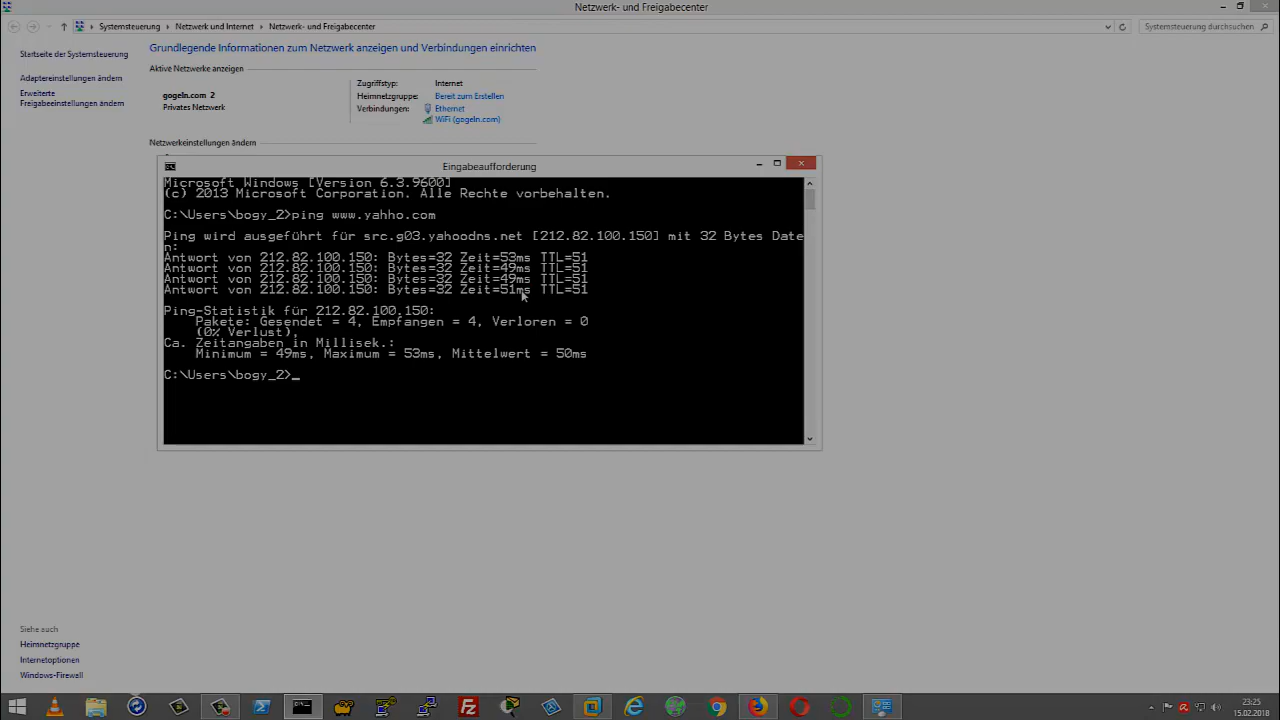 Netzwerk- und Freigabecenter
Systemsteuerung ▸ Netzwerk und Internet ▸ Netzwerk- und Freigabecenter
Systemsteuerung durchsuchen
Startseite der Systemsteuerung
Adaptereinstellungen ändern
Erweiterte
Freigabeeinstellungen ändern
Grundlegende Informationen zum Netzwerk anzeigen und Verbindungen einrichten
Aktive Netzwerke anzeigen
gogeln.com 2
Privates Netzwerk
Zugriffstyp: Internet
Heimnetzgruppe: Bereit zum Erstellen
Verbindungen: Ethernet
WiFi (gogeln.com)
Netzwerkeinstellungen ändern
Eingabeaufforderung
Microsoft Windows [Version 6.3.9600]
(c) 2013 Microsoft Corporation. Alle Rechte vorbehalten.
C:\Users\bogy_2>ping www.yahho.com
Ping wird ausgeführt für src.g03.yahoodns.net [212.82.100.150] mit 32 Bytes Date
n:
Antwort von 212.82.100.150: Bytes=32 Zeit=53ms TTL=51
Antwort von 212.82.100.150: Bytes=32 Zeit=49ms TTL=51
Antwort von 212.82.100.150: Bytes=32 Zeit=49ms TTL=51
Antwort von 212.82.100.150: Bytes=32 Zeit=51ms TTL=51
Ping-Statistik für 212.82.100.150:
Pakete: Gesendet = 4, Empfangen = 4, Verloren = 0
(0% Verlust),
Ca. Zeitangaben in Millisek.:
Minimum = 49ms, Maximum = 53ms, Mittelwert = 50ms
C:\Users\bogy_2>_
Siehe auch
Heimnetzgruppe
Internetoptionen
Windows-Firewall
23:25
15.02.2018